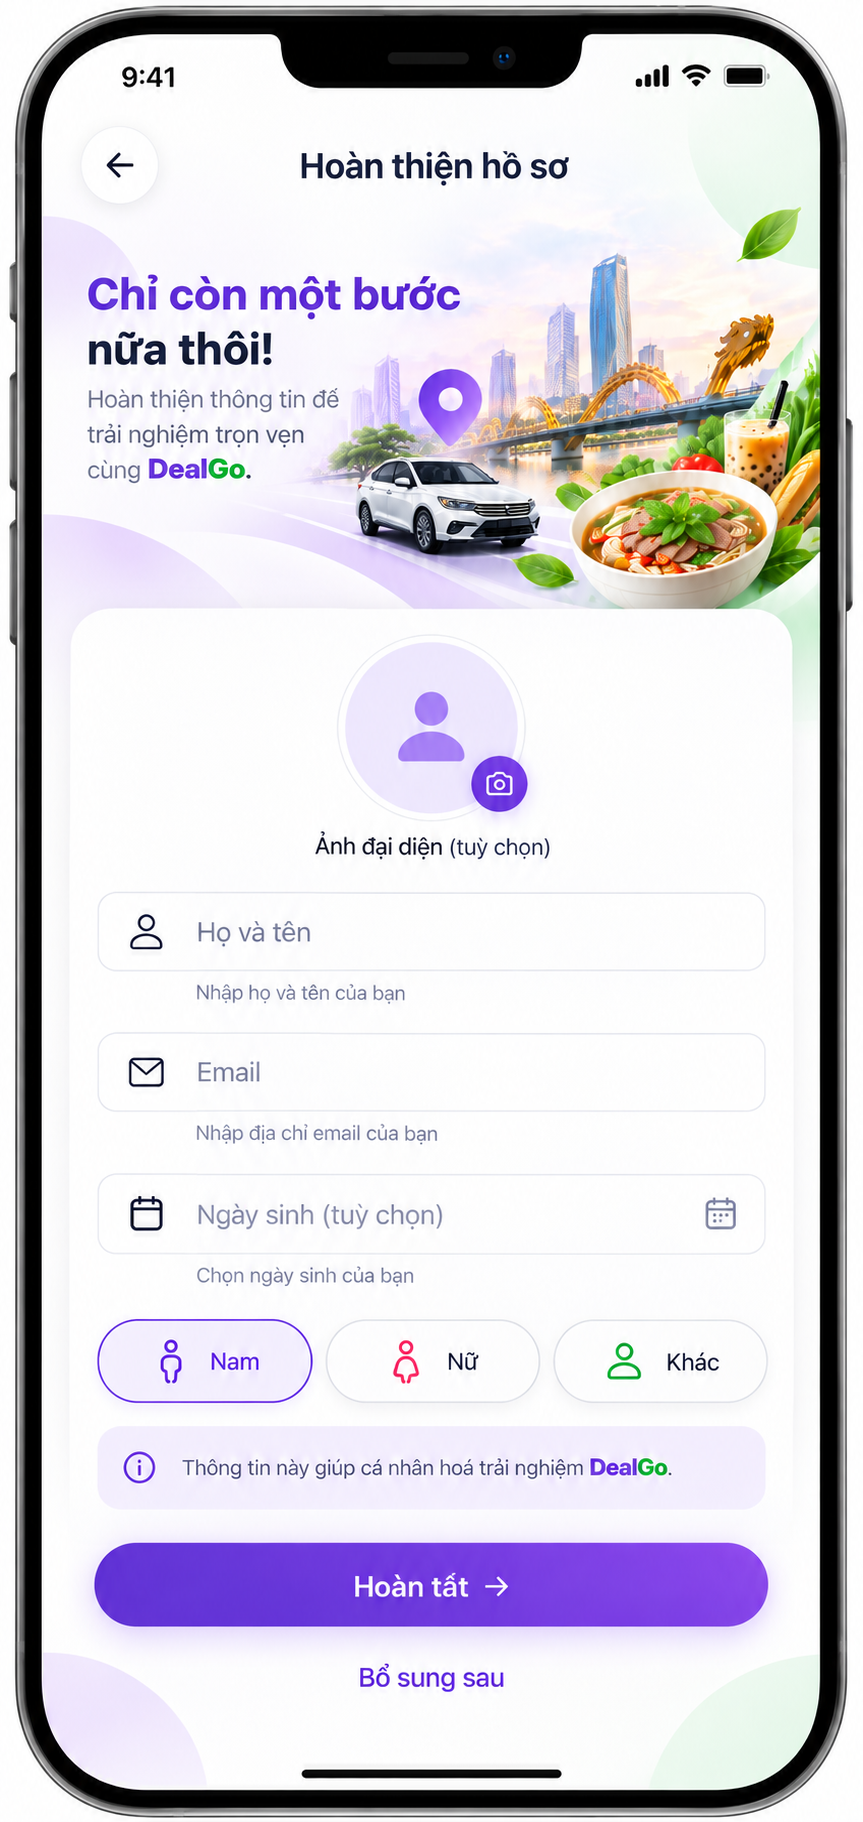 9:41
Hoàn thiện hồ sơ
Chỉ còn một bước
nữa thôi!
Hoàn thiện thông tin để
trải nghiệm trọn vẹn
cùng DealGo.
Ảnh đại diện (tuỳ chọn)
Họ và tên
Nhập họ và tên của bạn
Email
Nhập địa chỉ email của bạn
Ngày sinh (tuỳ chọn)
Chọn ngày sinh của bạn
Nam Nữ Khác
Thông tin này giúp cá nhân hoá trải nghiệm DealGo.
Hoàn tất →
Bổ sung sau